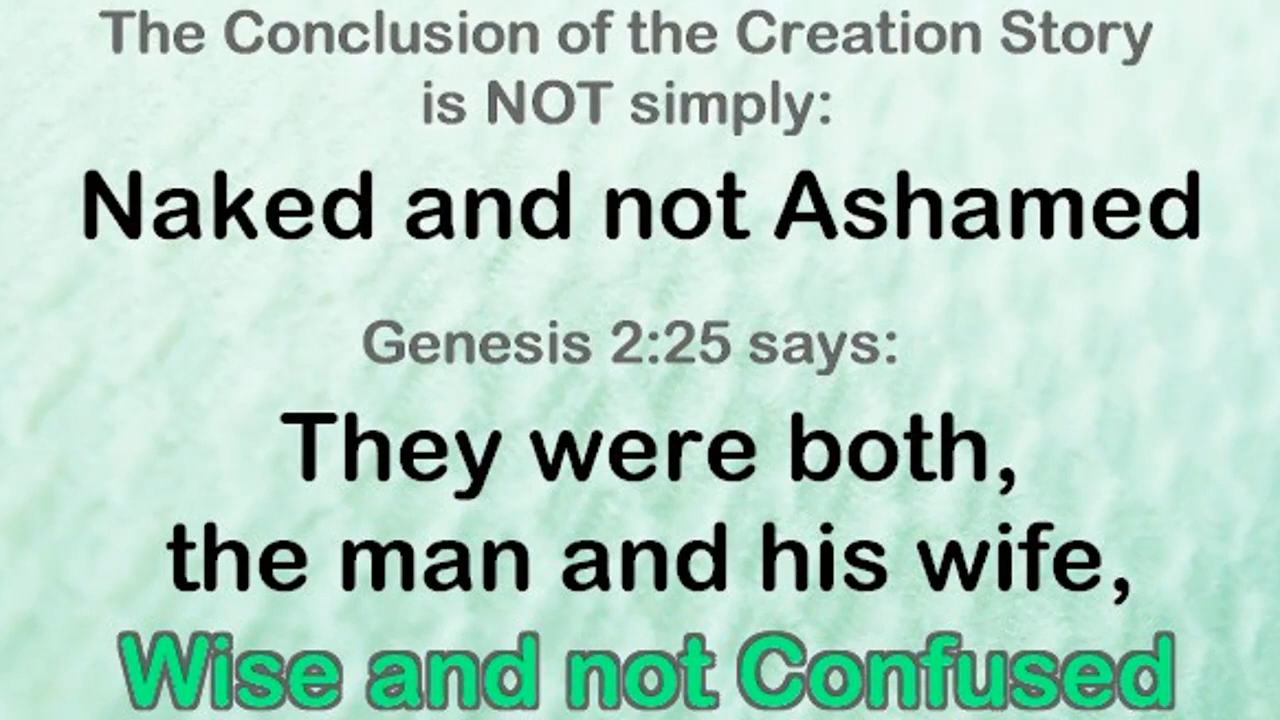 The Conclusion of the Creation Story
is NOT simply:
Naked and not Ashamed
Genesis 2:25 says:
They were both,
the man and his wife,
Wise and not Confused